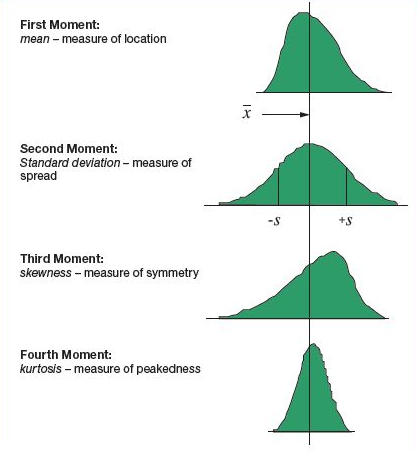 First Moment:
mean – measure of location
x̅
Second Moment:
Standard deviation – measure of
spread
-s +s
Third Moment:
skewness – measure of symmetry
Fourth Moment:
kurtosis – measure of peakedness